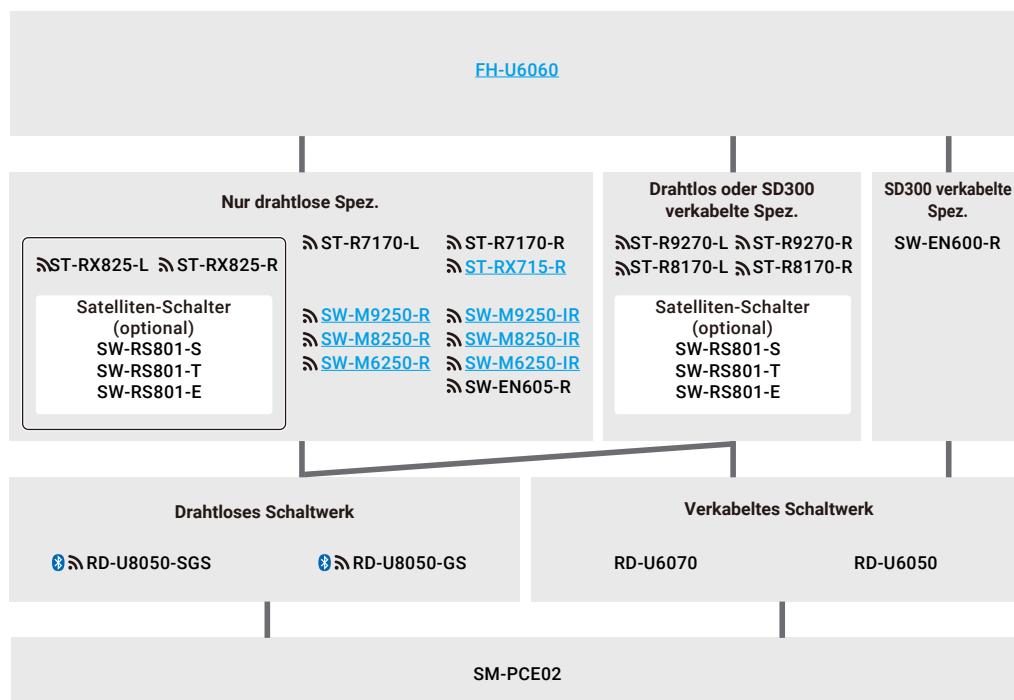 FH-U6060
Nur drahtlose Spez.
ST-RX825-L ST-RX825-R
Satelliten-Schalter
(optional)
SW-RS801-S
SW-RS801-T
SW-RS801-E
ST-R7170-L ST-R7170-R
ST-RX715-R
SW-M9250-R SW-M9250-IR
SW-M8250-R SW-M8250-IR
SW-M6250-R SW-M6250-IR
SW-EN605-R
Drahtlos oder SD300
verkabelte Spez.
ST-R9270-L ST-R9270-R
ST-R8170-L ST-R8170-R
Satelliten-Schalter
(optional)
SW-RS801-S
SW-RS801-T
SW-RS801-E
SD300 verkabelte
Spez.
SW-EN600-R
Drahtloses Schaltwerk
RD-U8050-SGS RD-U8050-GS
Verkabeltes Schaltwerk
RD-U6070 RD-U6050
SM-PCE02